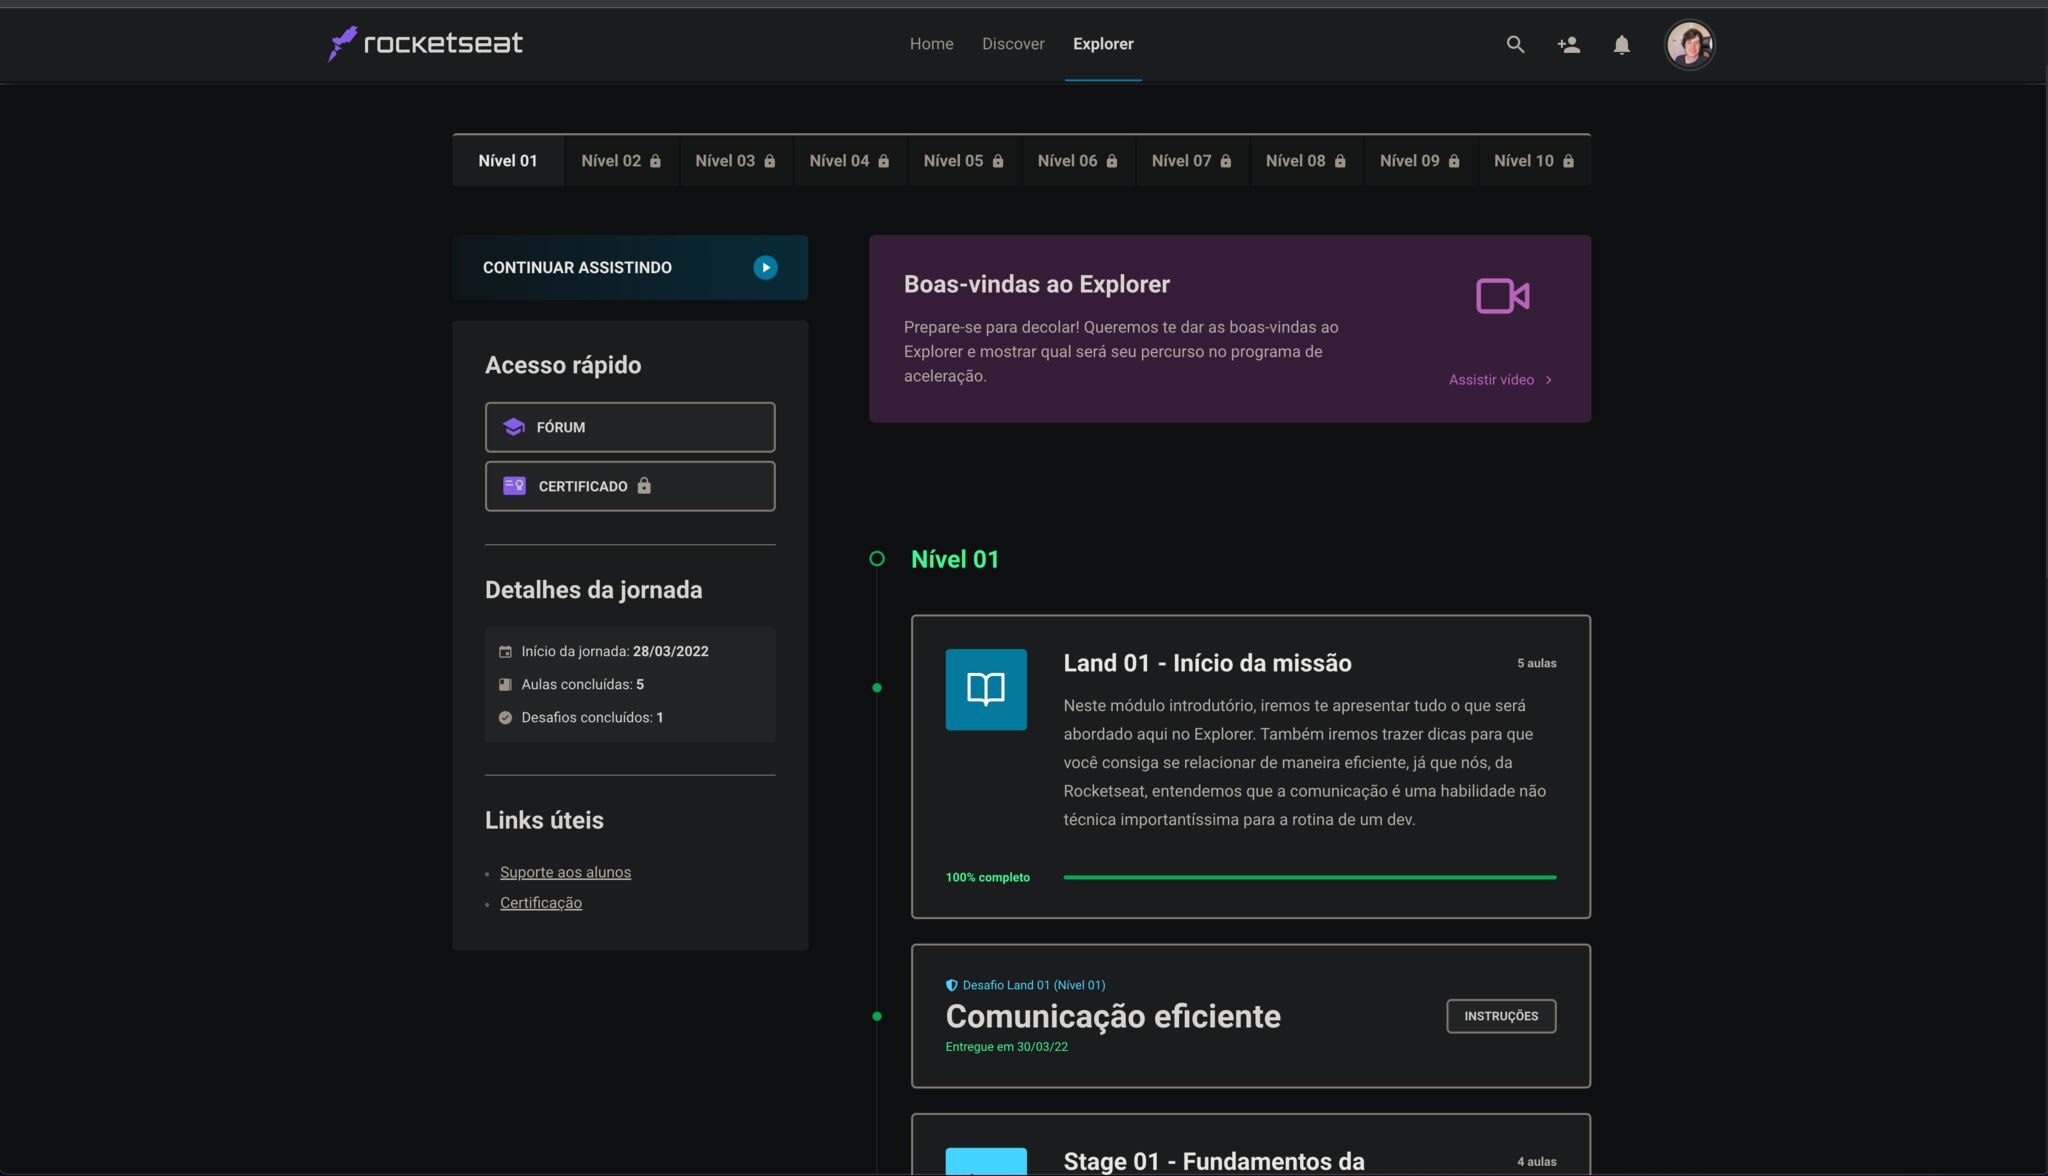 rocketseat
Home
Discover
Explorer
Nível 01
Nível 02
Nível 03
Nível 04
Nível 05
Nível 06
Nível 07
Nível 08
Nível 09
Nível 10
CONTINUAR ASSISTINDO
Acesso rápido
FÓRUM
CERTIFICADO
Detalhes da jornada
Início da jornada: 28/03/2022
Aulas concluídas: 5
Desafios concluídos: 1
Links úteis
Suporte aos alunos
Certificação
Boas-vindas ao Explorer
Prepare-se para decolar! Queremos te dar as boas-vindas ao
Explorer e mostrar qual será seu percurso no programa de
aceleração.
Assistir vídeo
Nível 01
Land 01 - Início da missão
5 aulas
Neste módulo introdutório, iremos te apresentar tudo o que será
abordado aqui no Explorer. Também iremos trazer dicas para que
você consiga se relacionar de maneira eficiente, já que nós, da
Rocketseat, entendemos que a comunicação é uma habilidade não
técnica importantíssima para a rotina de um dev.
100% completo
Desafio Land 01 (Nível 01)
Comunicação eficiente
Entregue em 30/03/22
INSTRUÇÕES
Stage 01 - Fundamentos da
4 aulas